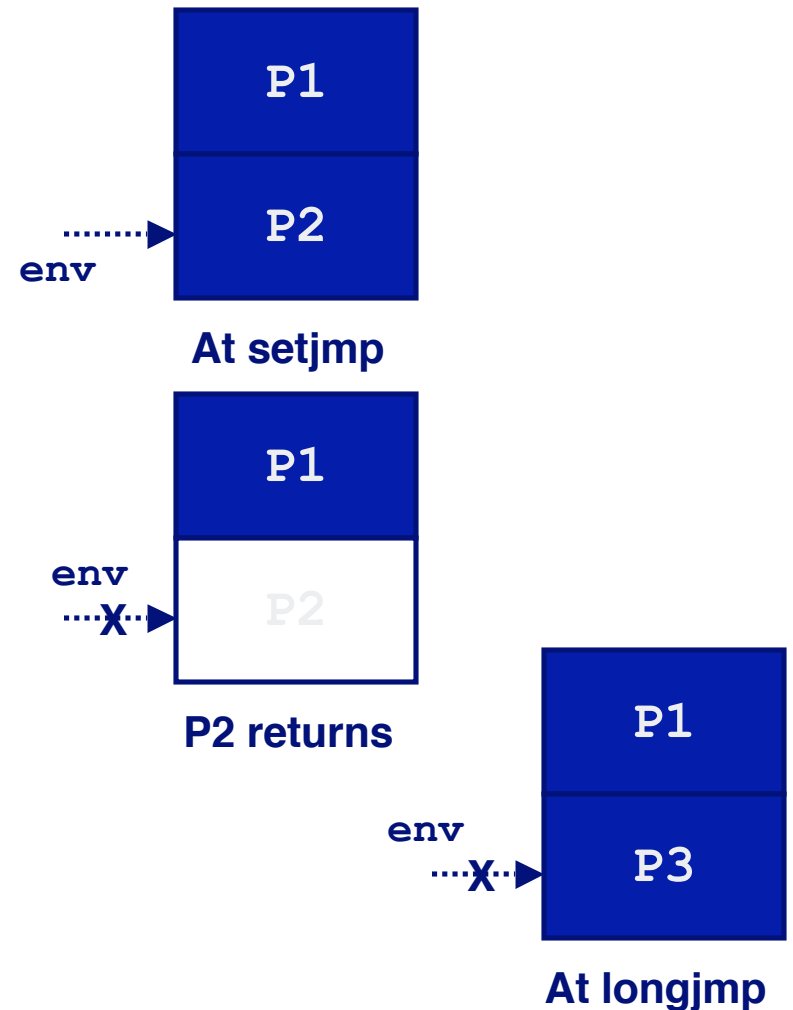 P1
P2
env
At setjmp
P1
env
X
P2
P2 returns
P1
env
X
P3
At longjmp